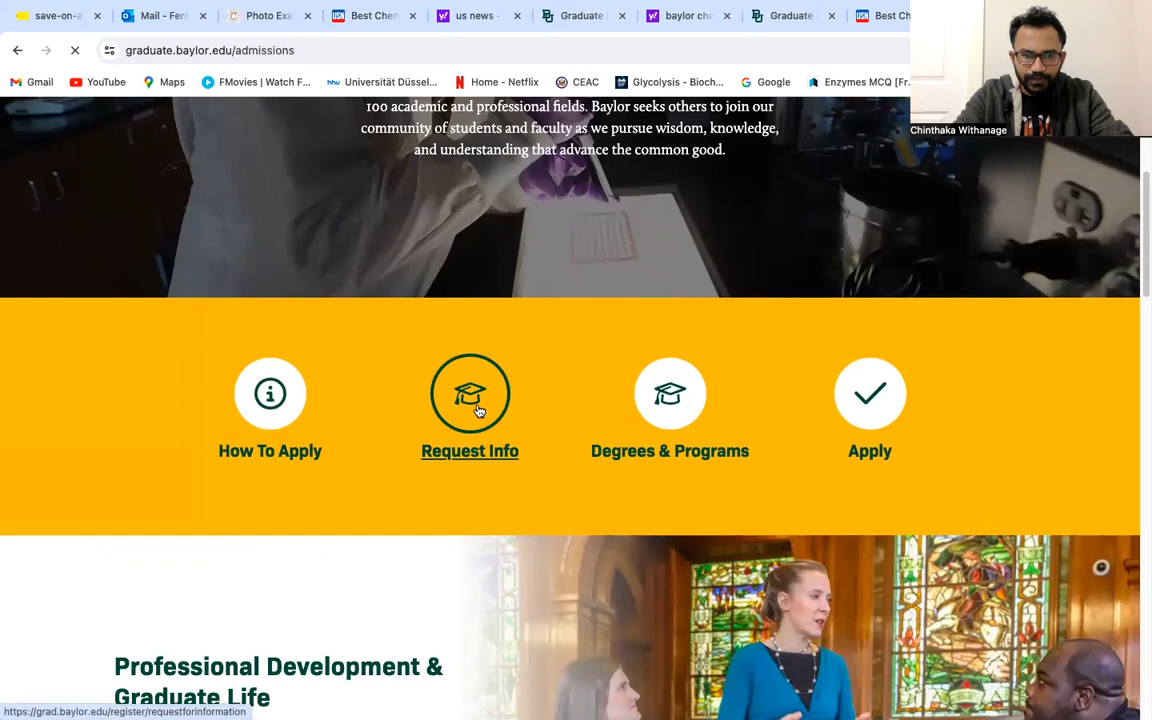 save-on-a
Mail - Fern
Photo Exa
Best Chem
us news -
Graduate
baylor che
Graduate
Best Ch
graduate.baylor.edu/admissions
Gmail
YouTube
Maps
FMovies | Watch F...
Universität Düssel...
Home - Netflix
CEAC
Glycolysis - Bioch...
Google
Enzymes MCQ [Fr...
Chinthaka Withanage
100 academic and professional fields. Baylor seeks others to join our
community of students and faculty as we pursue wisdom, knowledge,
and understanding that advance the common good.
How To Apply
Request Info
Degrees & Programs
Apply
Professional Development &
Graduate Life
https://grad.baylor.edu/register/requestforinformation